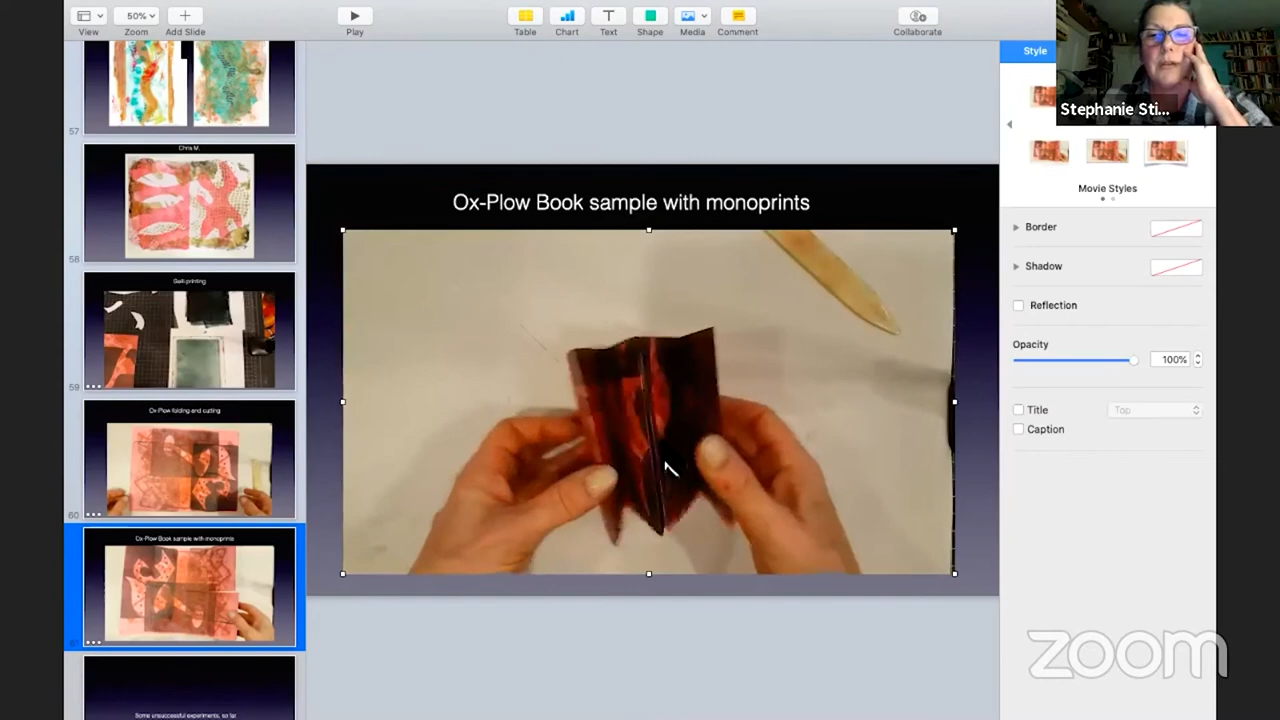 50%
View
Zoom
Add Slide
Play
Table
Chart
Text
Shape
Media
Comment
Collaborate
Style
Stephanie Sti...
57
Chris M.
58
Gelli printing
59
Ox-Plow folding and cutting
60
Ox-Plow Book sample with monoprints
Some unsuccessful experiments, so far
Ox-Plow Book sample with monoprints
Movie Styles
Border
Shadow
Reflection
Opacity
100%
Title
Top
Caption
zoom